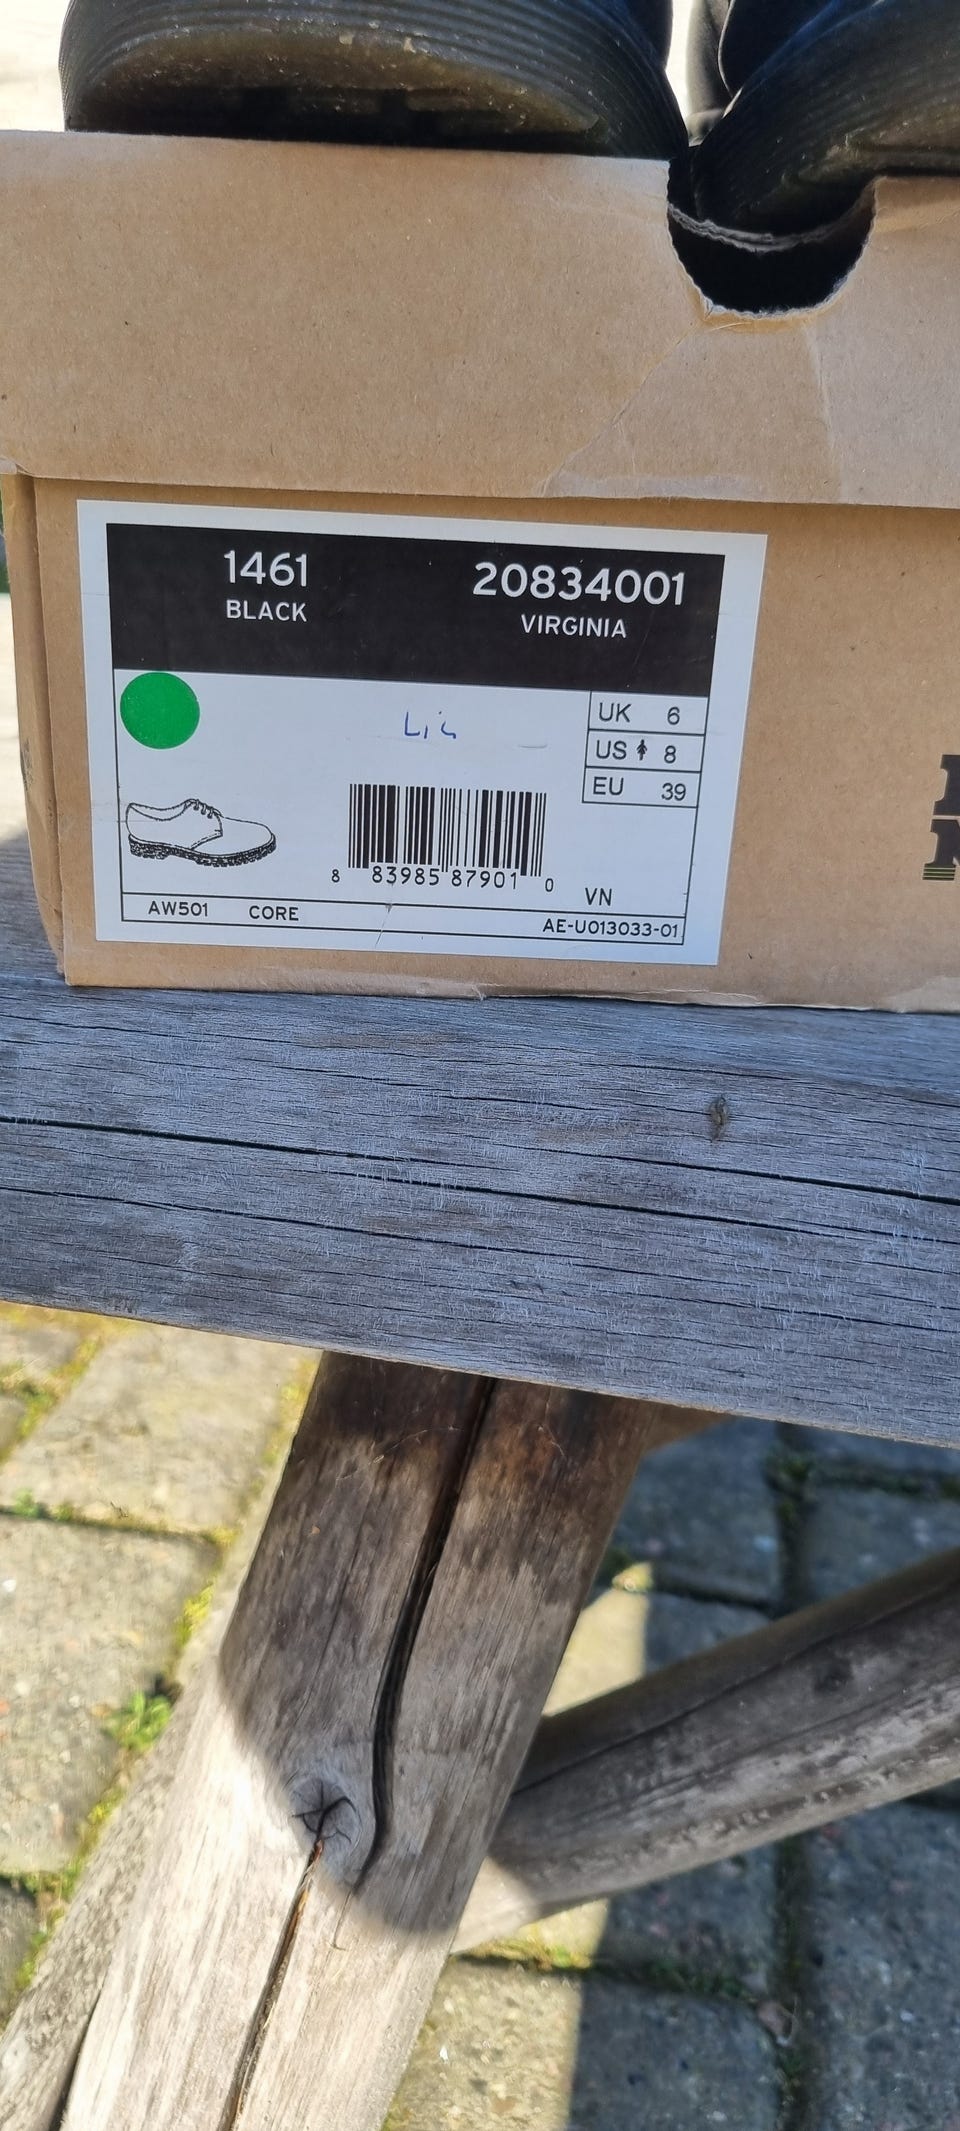 1461
BLACK
20834001
VIRGINIA
UK 6
US 8
EU 39
8 83985 87901 0
VN
AW501 CORE
AE-U013033-01